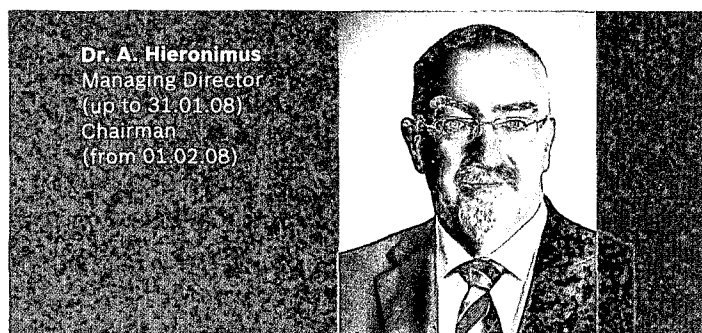 Dr. A. Hieronimus
Managing Director
(up to 31.01.08)
Chairman
(from 01.02.08)